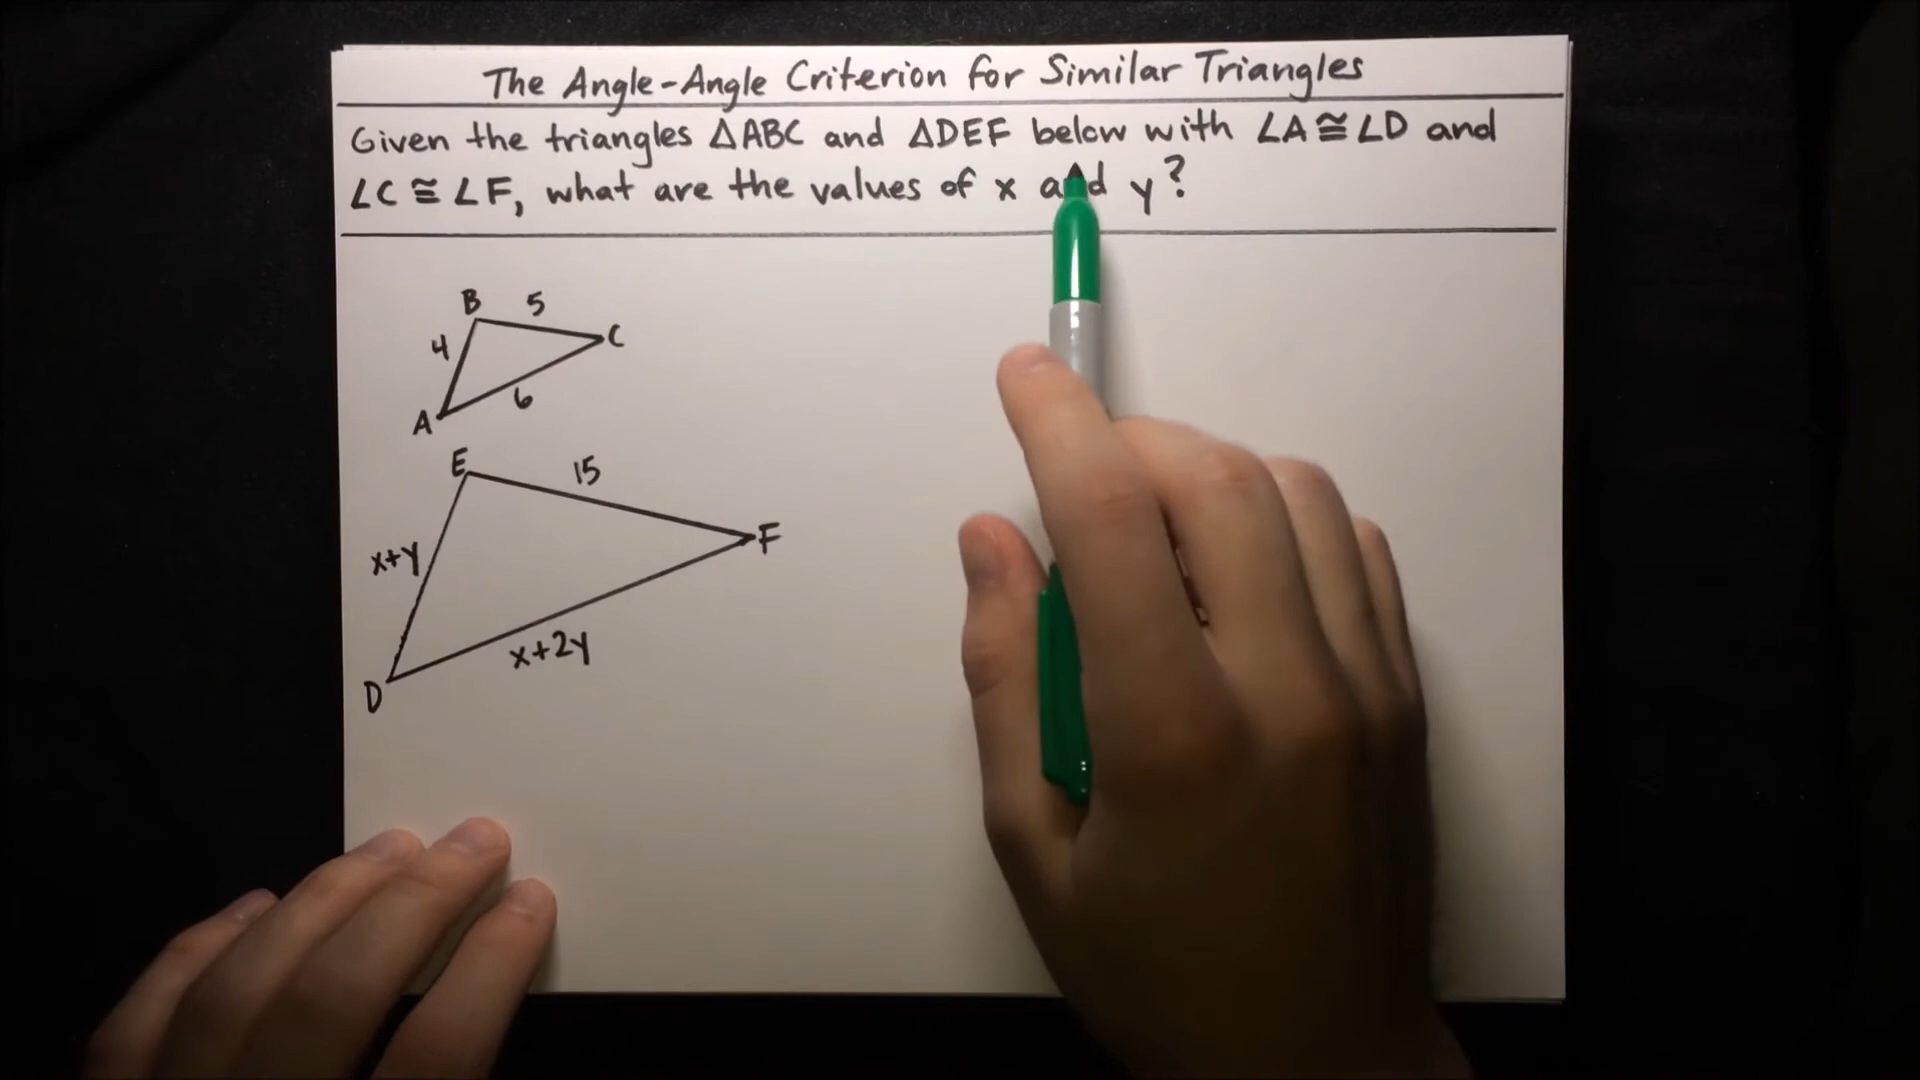 The Angle-Angle Criterion for Similar Triangles
Given the triangles ΔABC and ΔDEF below with ∠A≅∠D and
∠C≅∠F, what are the values of x and y?
B 5
4 C
6
A
E 15
x+y F
x+2y
D